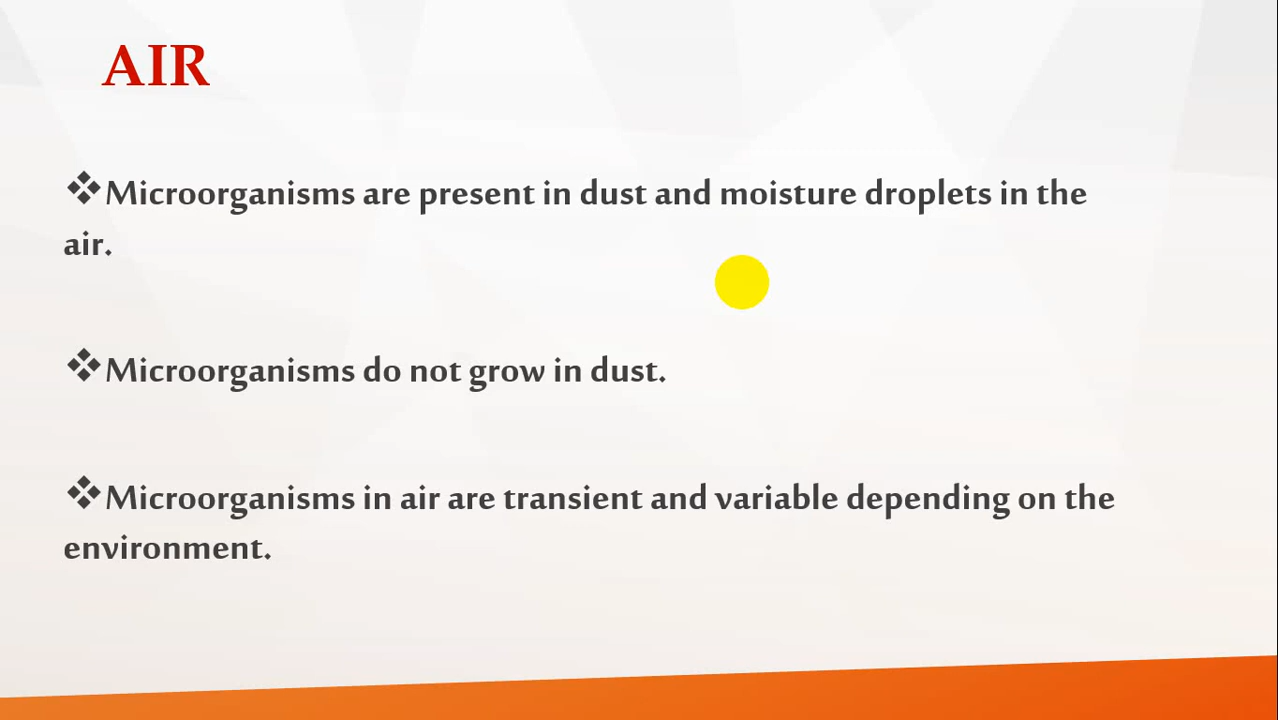 AIR
❖Microorganisms are present in dust and moisture droplets in the
air.
❖Microorganisms do not grow in dust.
❖Microorganisms in air are transient and variable depending on the
environment.